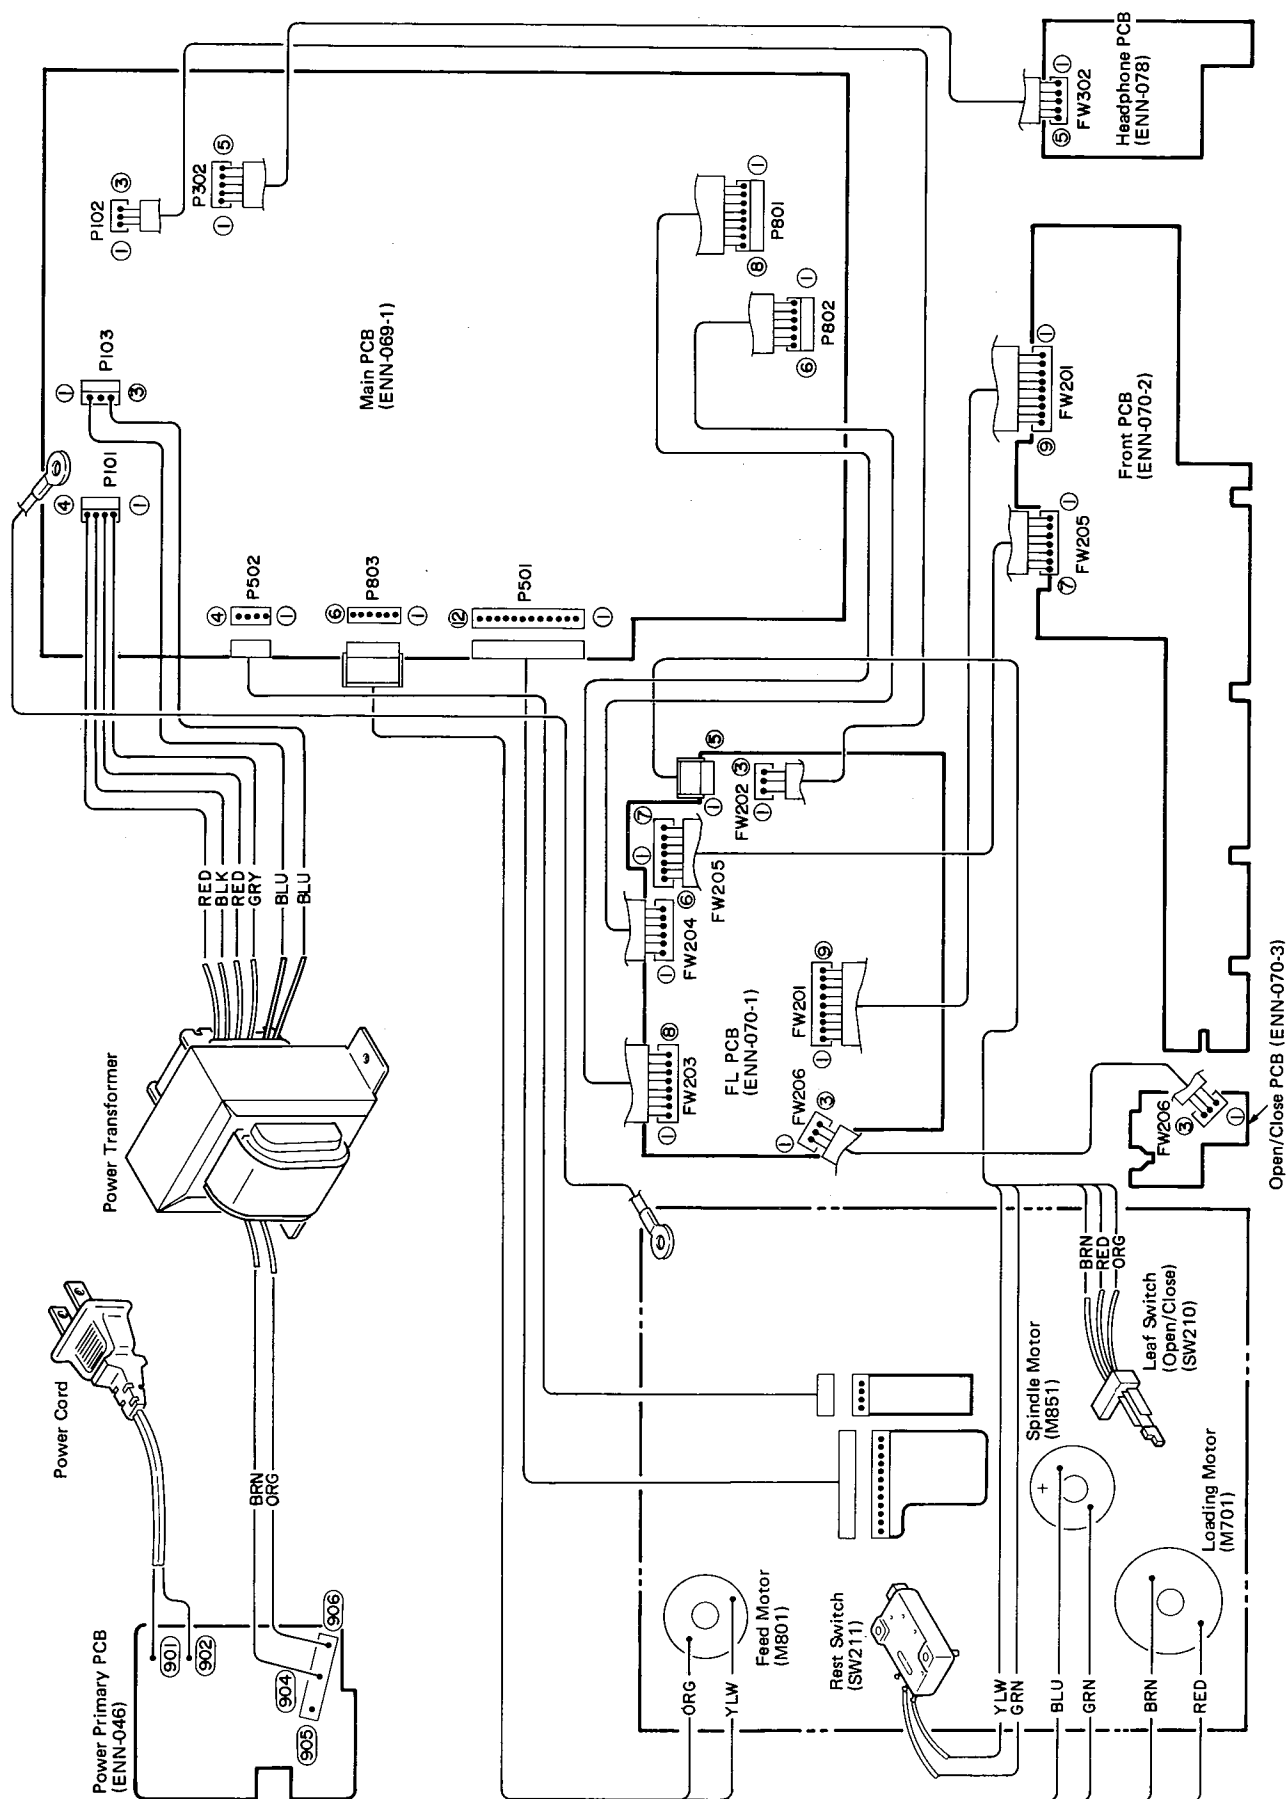 Power Primary PCB
(ENN-046)
901
902
904
905
906
Power Cord
BRN
ORG
Power Transformer
RED
BLK
RED
GRY
BLU
BLU
④
P101
①
①
P103
③
P102
①
③
P302
①
⑤
Main PCB
(ENN-069-1)
④
P502
①
⑥
P803
①
⑫
P501
①
⑧
P801
①
⑥
P802
①
⑤
FW302
①
Headphone PCB
(ENN-078)
FL PCB
(ENN-070-1)
①
FW203
⑧
①
FW204
⑥
①
FW205
⑦
①
⑤
①
FW202
③
①
FW201
⑨
①
FW206
③
Front PCB
(ENN-070-2)
⑦
FW205
①
⑨
FW201
①
FW206
③
①
Open/Close PCB (ENN-070-3)
Feed Motor
(M801)
ORG
YLW
Rest Switch
(SW211)
YLW
GRN
+
Spindle Motor
(M851)
BLU
GRN
Loading Motor
(M701)
BRN
RED
Leaf Switch
(Open/Close)
(SW210)
BRN
RED
ORG